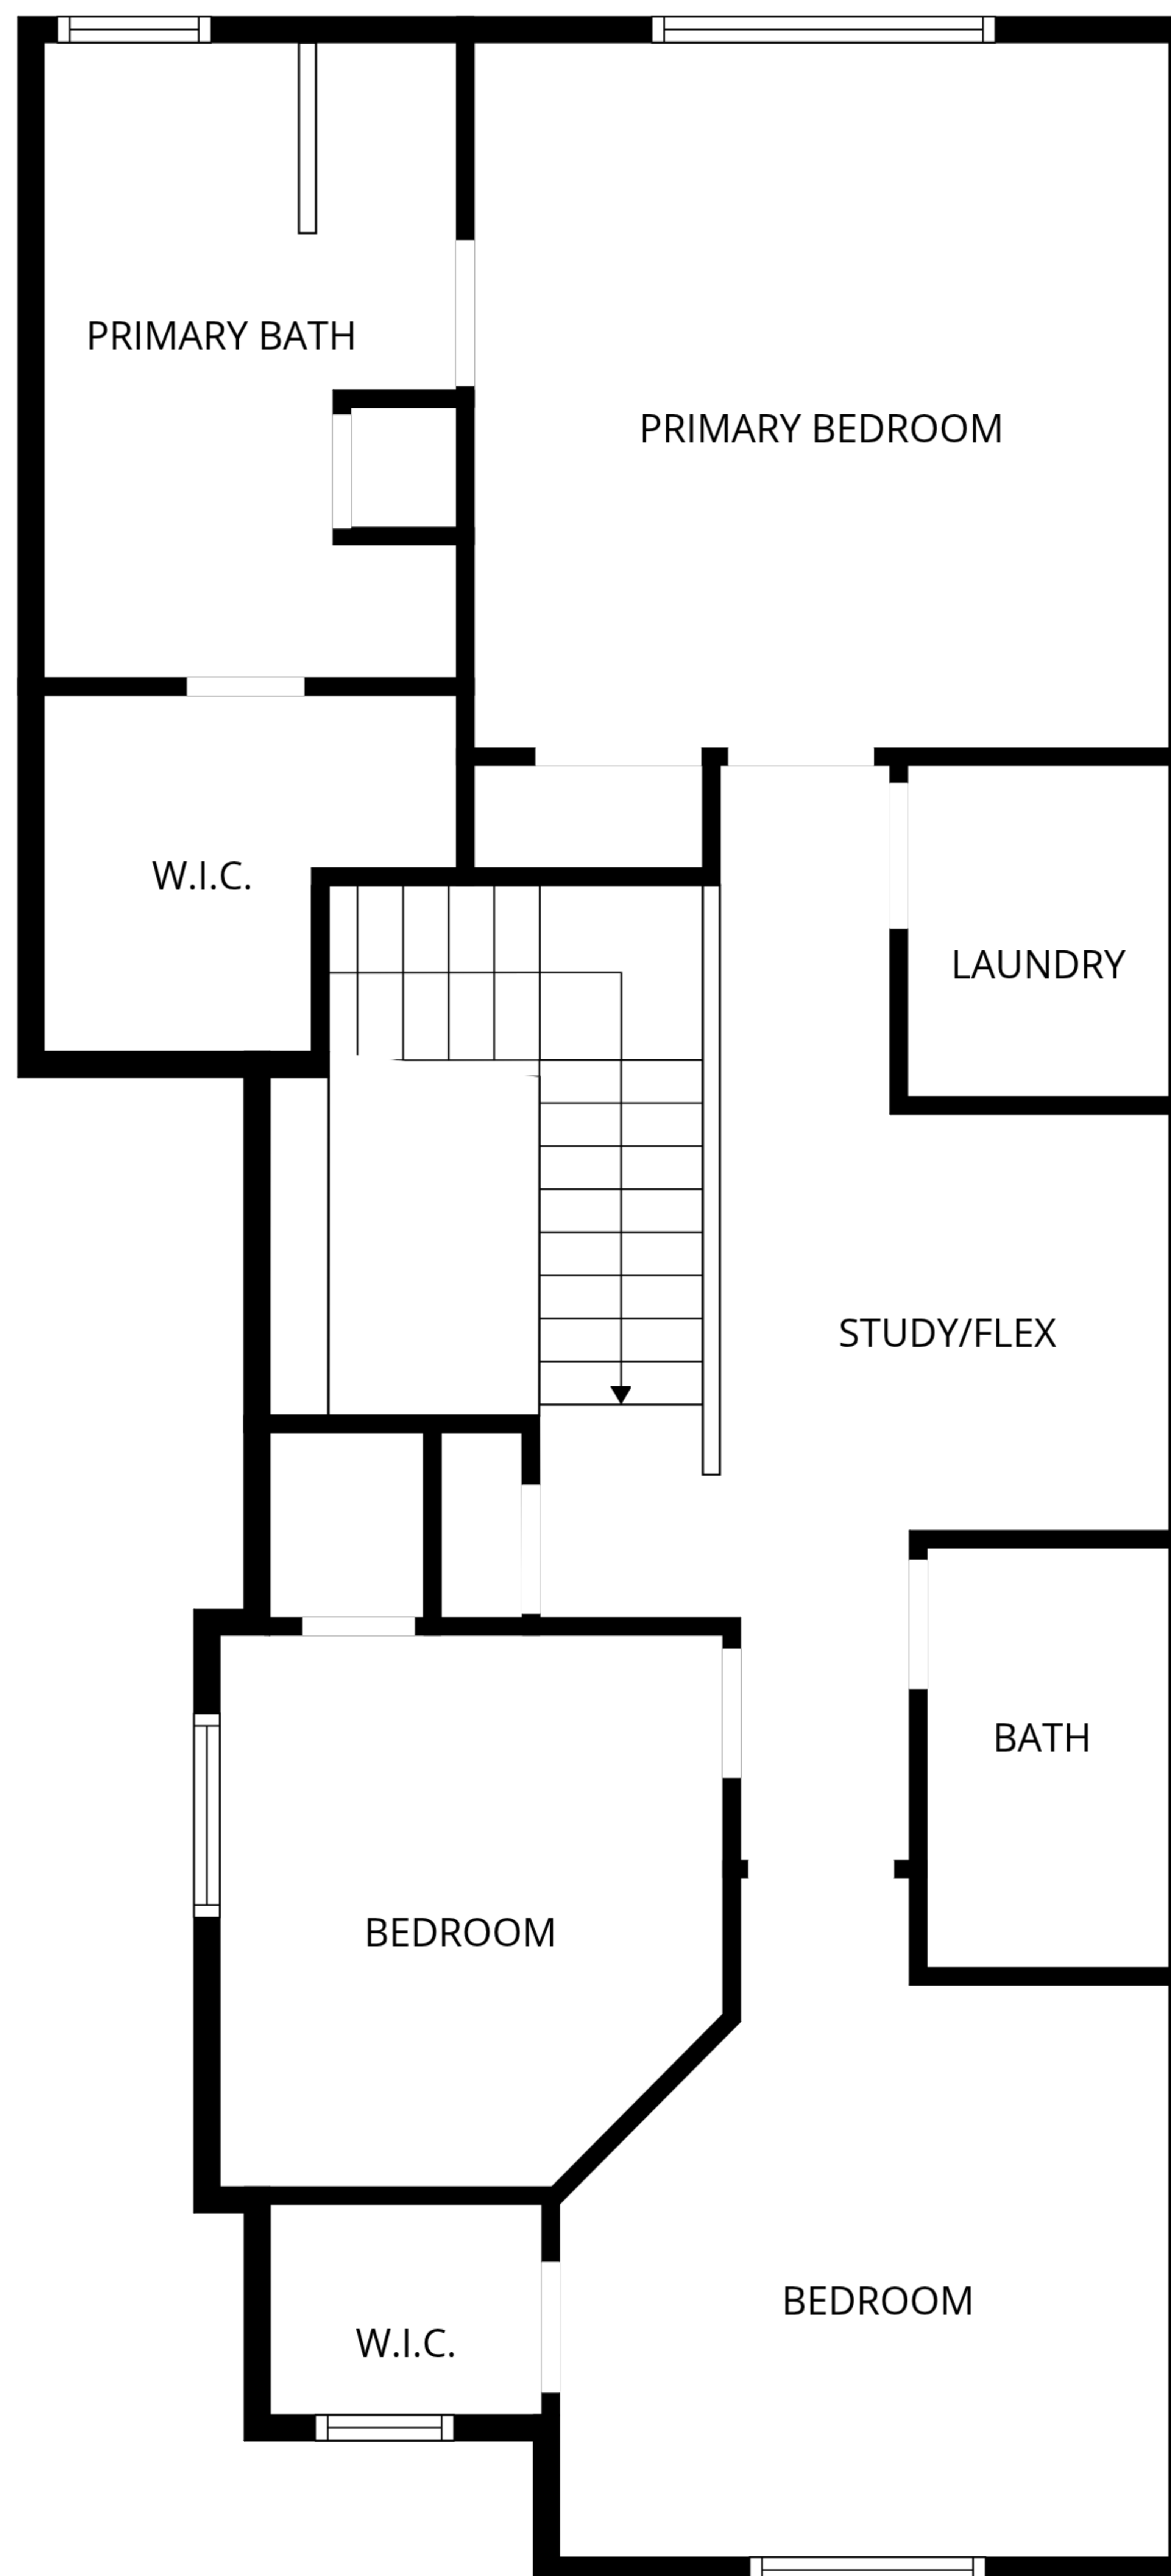 PRIMARY BATH
PRIMARY BEDROOM
W.I.C.
LAUNDRY
STUDY/FLEX
BATH
BEDROOM
BEDROOM
W.I.C.